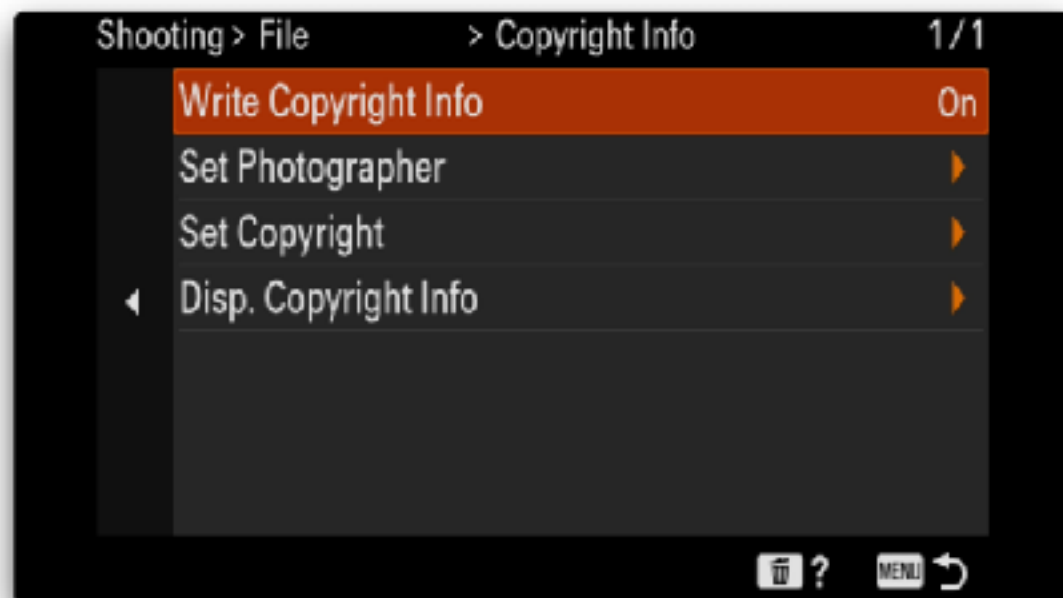 Shooting > File > Copyright Info 1/1
Write Copyright Info On
Set Photographer
Set Copyright
Disp. Copyright Info
? MENU